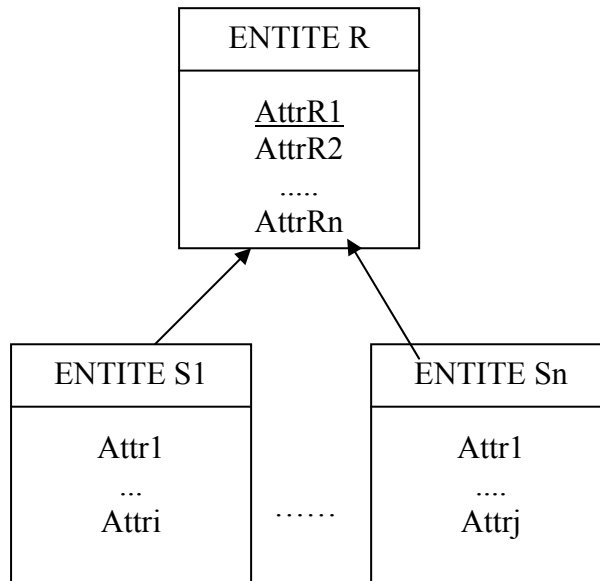 ENTITE R
AttrR1
AttrR2
.....
AttrRn
ENTITE S1
Attr1
...
Attri
......
ENTITE Sn
Attr1
....
Attrj